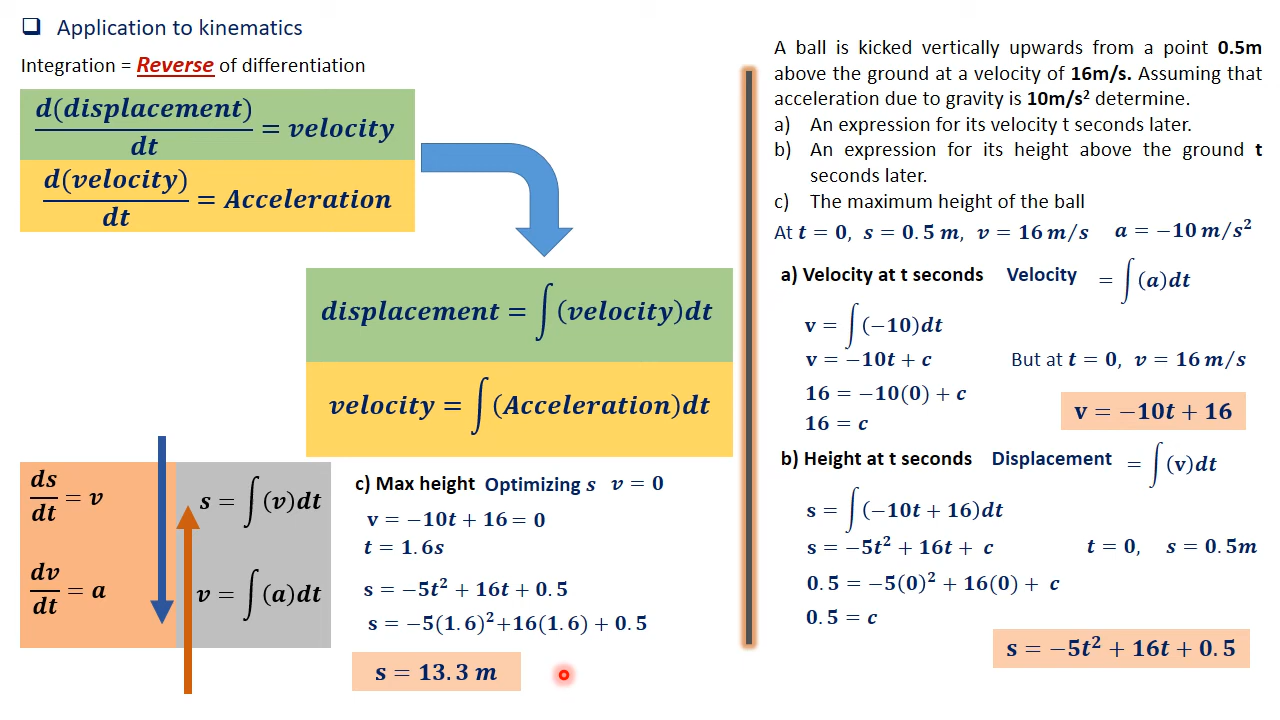 ❑ Application to kinematics
Integration = Reverse of differentiation
d(displacement)/dt = velocity
d(velocity)/dt = Acceleration
displacement = ∫(velocity)dt
velocity = ∫(Acceleration)dt
ds/dt = v
s = ∫(v)dt
dv/dt = a
v = ∫(a)dt
c) Max height Optimizing s v = 0
v = −10t + 16 = 0
t = 1.6s
s = −5t² + 16t + 0.5
s = −5(1.6)²+16(1.6) + 0.5
s = 13.3 m
A ball is kicked vertically upwards from a point 0.5m
above the ground at a velocity of 16m/s. Assuming that
acceleration due to gravity is 10m/s² determine.
a) An expression for its velocity t seconds later.
b) An expression for its height above the ground t
seconds later.
c) The maximum height of the ball
At t = 0, s = 0.5 m, v = 16 m/s a = −10 m/s²
a) Velocity at t seconds Velocity = ∫(a)dt
v = ∫(−10)dt
v = −10t + c But at t = 0, v = 16 m/s
16 = −10(0) + c
16 = c
v = −10t + 16
b) Height at t seconds Displacement = ∫(v)dt
s = ∫(−10t + 16)dt
s = −5t² + 16t + c t = 0, s = 0.5m
0.5 = −5(0)² + 16(0) + c
0.5 = c
s = −5t² + 16t + 0.5